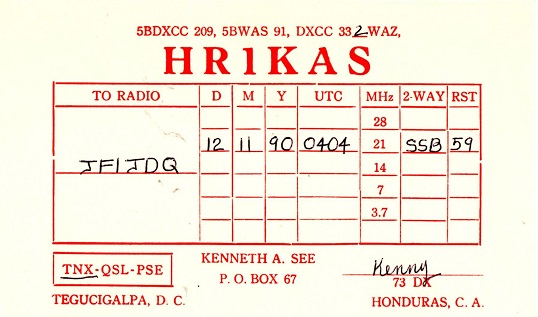 5BDXCC 209, 5BWAS 91, DXCC 332 WAZ,
HR1KAS
TO RADIO D M Y UTC MHz 2-WAY RST
28
12 11 90 0404 21 SSB 59
JF1JDQ 14
7
3.7
TNX-QSL-PSE
KENNETH A. SEE
P. O. BOX 67
Kenny
73 DX
TEGUCIGALPA, D. C.
HONDURAS, C. A.